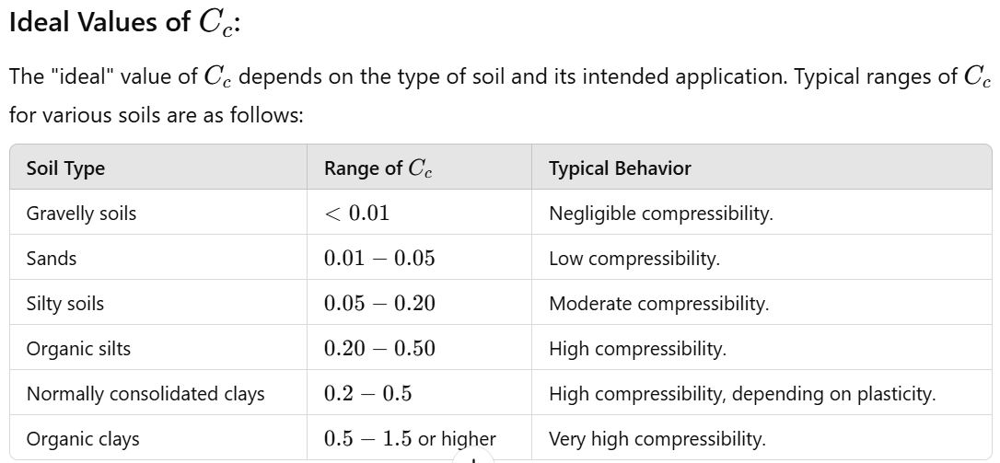 Ideal Values of C_c:
The "ideal" value of C_c depends on the type of soil and its intended application. Typical ranges of C_c
for various soils are as follows:
Soil Type Range of C_c Typical Behavior
Gravelly soils < 0.01 Negligible compressibility.
Sands 0.01 – 0.05 Low compressibility.
Silty soils 0.05 – 0.20 Moderate compressibility.
Organic silts 0.20 – 0.50 High compressibility.
Normally consolidated clays 0.2 – 0.5 High compressibility, depending on plasticity.
Organic clays 0.5 – 1.5 or higher Very high compressibility.